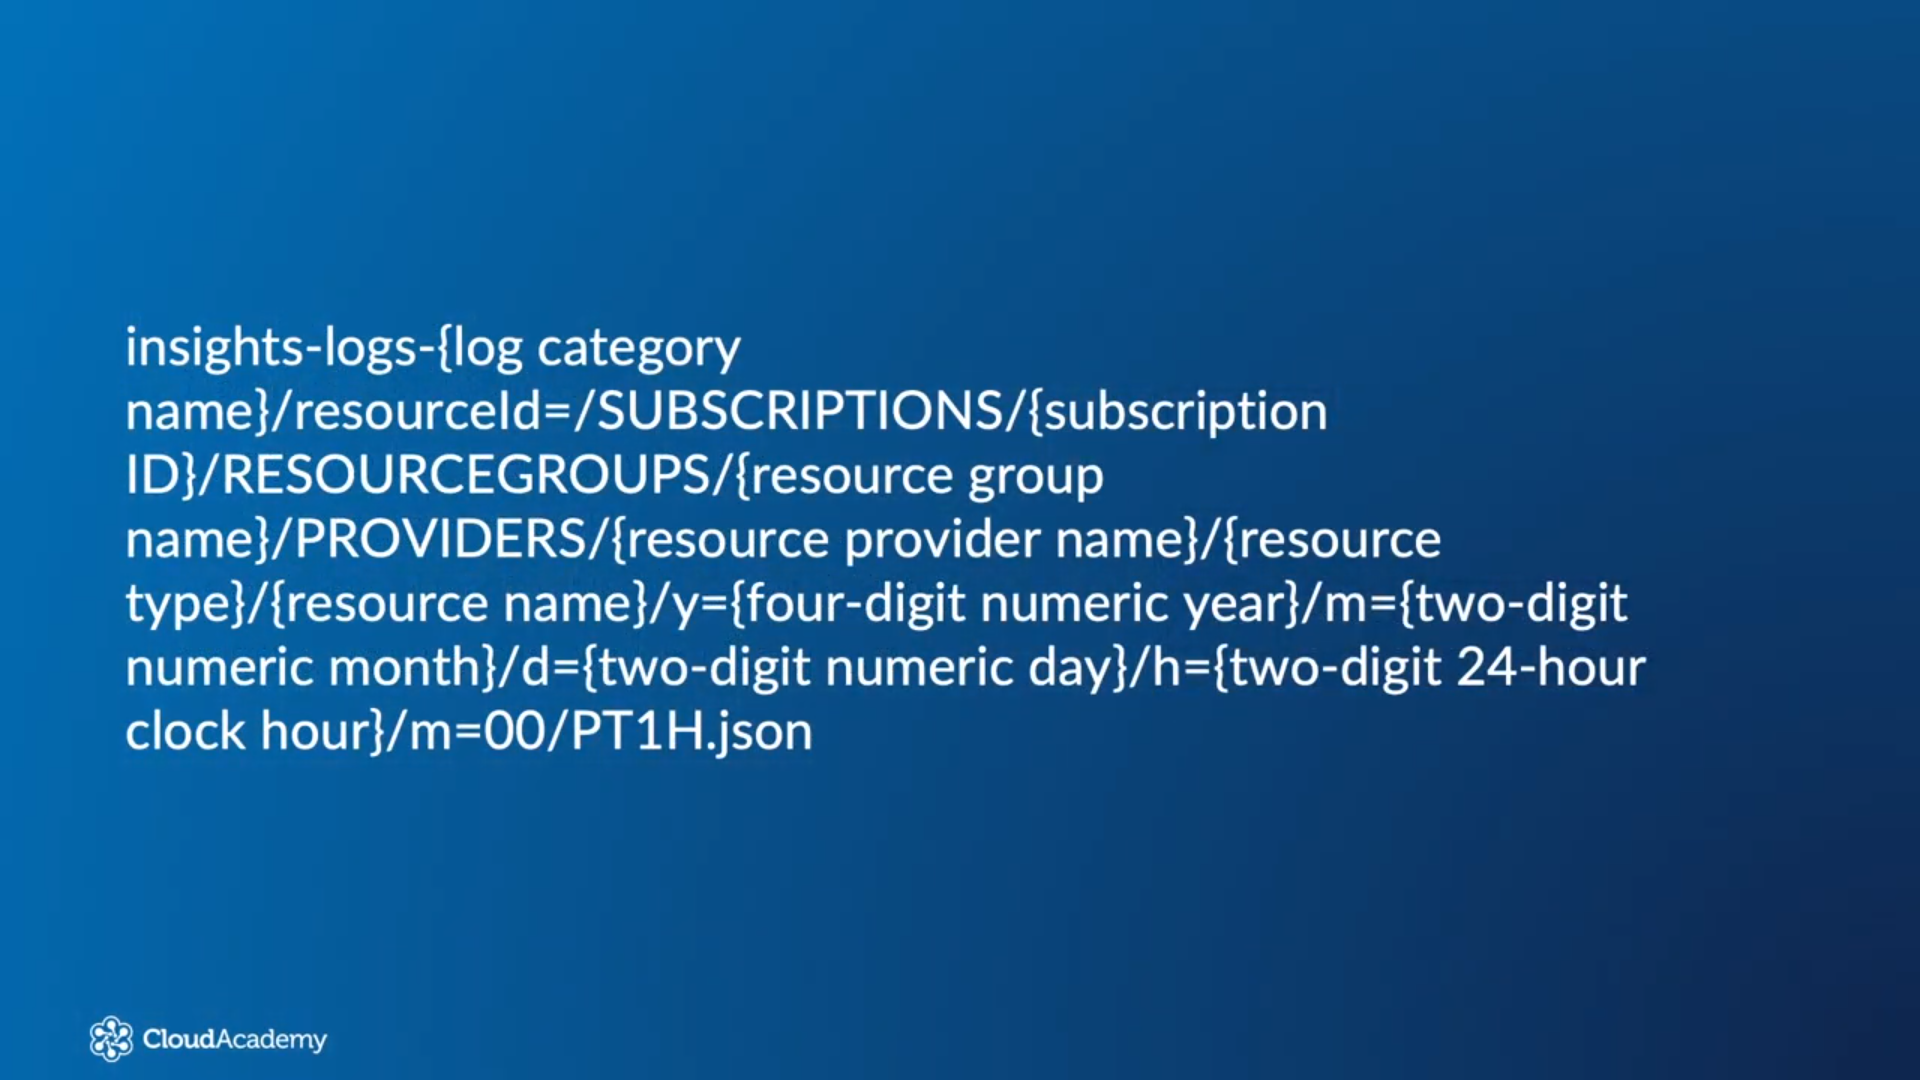 insights-logs-{log category
name}/resourceId=/SUBSCRIPTIONS/{subscription
ID}/RESOURCEGROUPS/{resource group
name}/PROVIDERS/{resource provider name}/{resource
type}/{resource name}/y={four-digit numeric year}/m={two-digit
numeric month}/d={two-digit numeric day}/h={two-digit 24-hour
clock hour}/m=00/PT1H.json
CloudAcademy